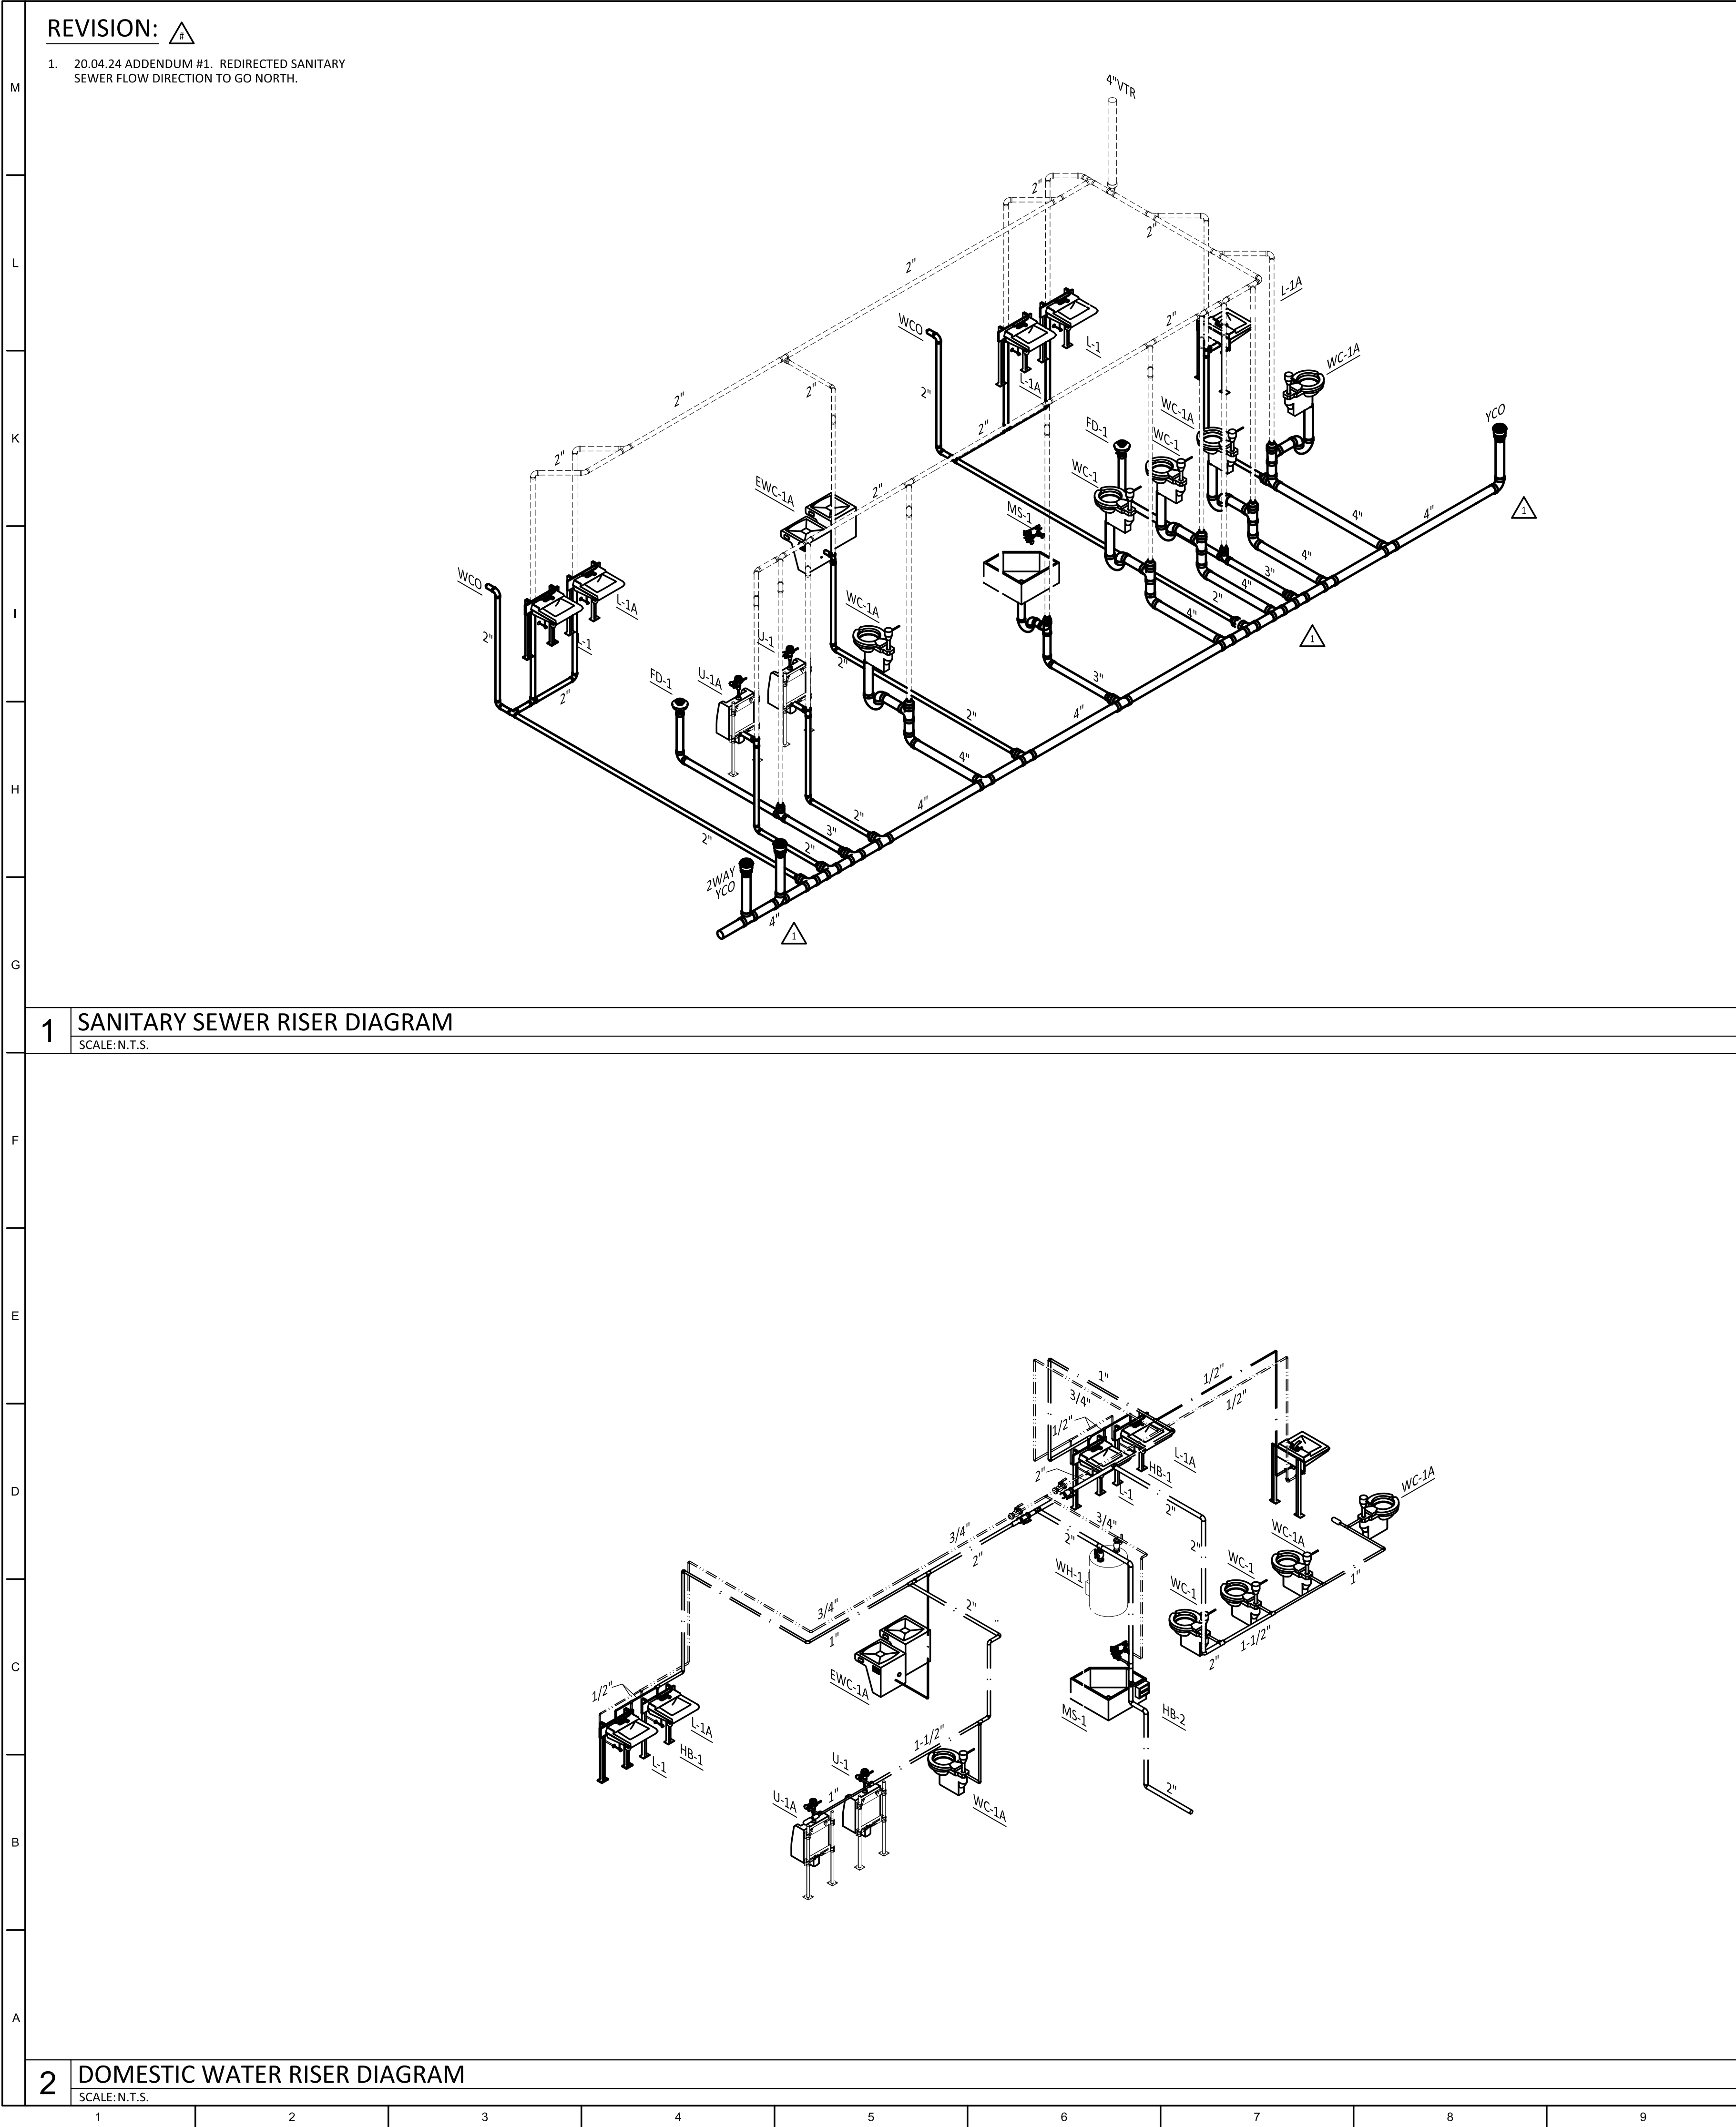 REVISION:
#
1. 20.04.24 ADDENDUM #1. REDIRECTED SANITARY
SEWER FLOW DIRECTION TO GO NORTH.
M
4"VTR
2"
2"
L
2"
L-1A
2"
WCO
L-1
WC-1A
L-1A
2"
2"
2"
2"
WC-1A
YCO
K
FD-1
WC-1
2"
WC-1
2"
EWC-1A
2"
MS-1
4"
4"
1
4"
WCO
3"
4"
I
L-1A
WC-1A
2"
4"
1
2"
U-1
L-1
2"
3"
FD-1
U-1A
2"
2"
4"
4"
H
4"
2"
3"
2"
2"
2WAY
YCO
4"
1
G
1
SANITARY SEWER RISER DIAGRAM
SCALE: N.T.S.
F
E
1"
1/2"
3/4"
1/2"
1/2"
L-1A
2"
HB-1
WC-1A
D
L-1
2"
3/4"
3/4"
WC-1A
2"
2"
2"
WC-1
WH-1
1"
WC-1
3/4"
2"
1"
1-1/2"
C
2"
EWC-1A
1/2"
MS-1
HB-2
L-1A
1-1/2"
HB-1
L-1
U-1
2"
U-1A
1"
WC-1A
B
A
2
DOMESTIC WATER RISER DIAGRAM
SCALE: N.T.S.
1 2 3 4 5 6 7 8 9